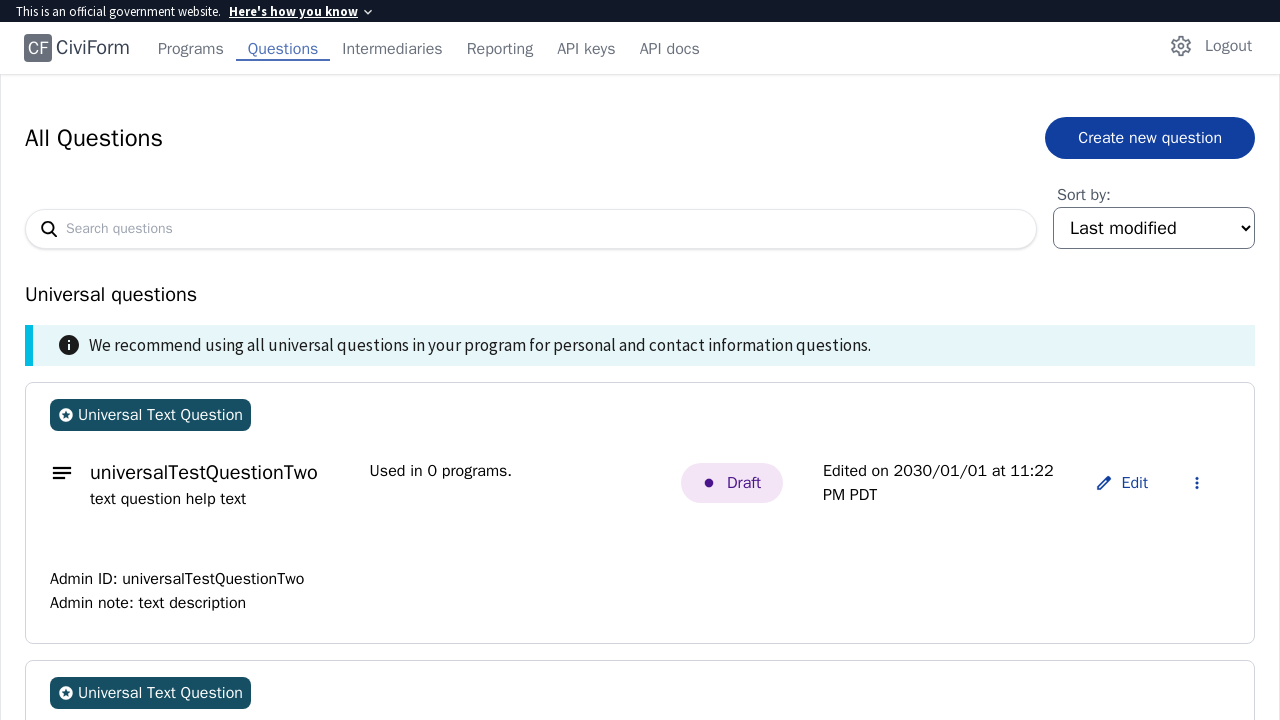 This is an official government website. Here's how you know
CF CiviForm Programs Questions Intermediaries Reporting API keys API docs Logout
All Questions
Create new question
Sort by:
Search questions
Last modified
Universal questions
We recommend using all universal questions in your program for personal and contact information questions.
Universal Text Question
universalTestQuestionTwo
text question help text
Used in 0 programs.
Draft
Edited on 2030/01/01 at 11:22
PM PDT
Edit
Admin ID: universalTestQuestionTwo
Admin note: text description
Universal Text Question